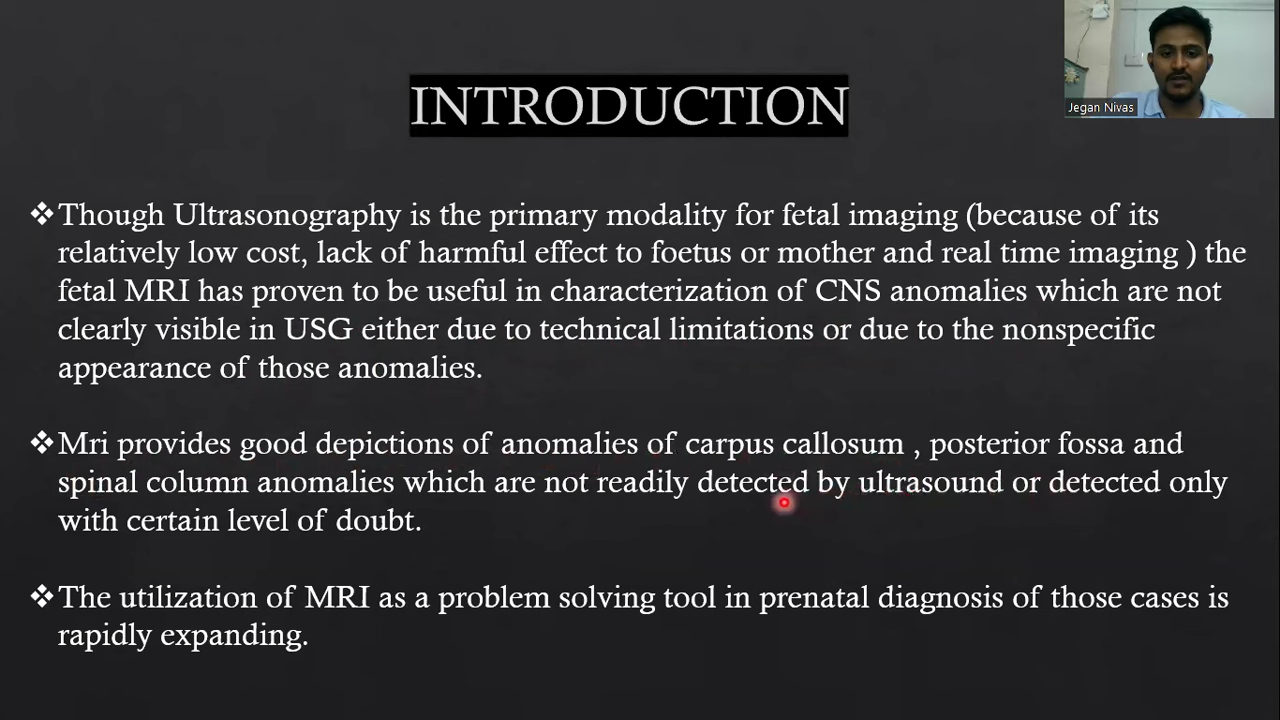 INTRODUCTION
Jegan Nivas
❖Though Ultrasonography is the primary modality for fetal imaging (because of its
relatively low cost, lack of harmful effect to foetus or mother and real time imaging ) the
fetal MRI has proven to be useful in characterization of CNS anomalies which are not
clearly visible in USG either due to technical limitations or due to the nonspecific
appearance of those anomalies.
❖Mri provides good depictions of anomalies of carpus callosum , posterior fossa and
spinal column anomalies which are not readily detected by ultrasound or detected only
with certain level of doubt.
❖The utilization of MRI as a problem solving tool in prenatal diagnosis of those cases is
rapidly expanding.